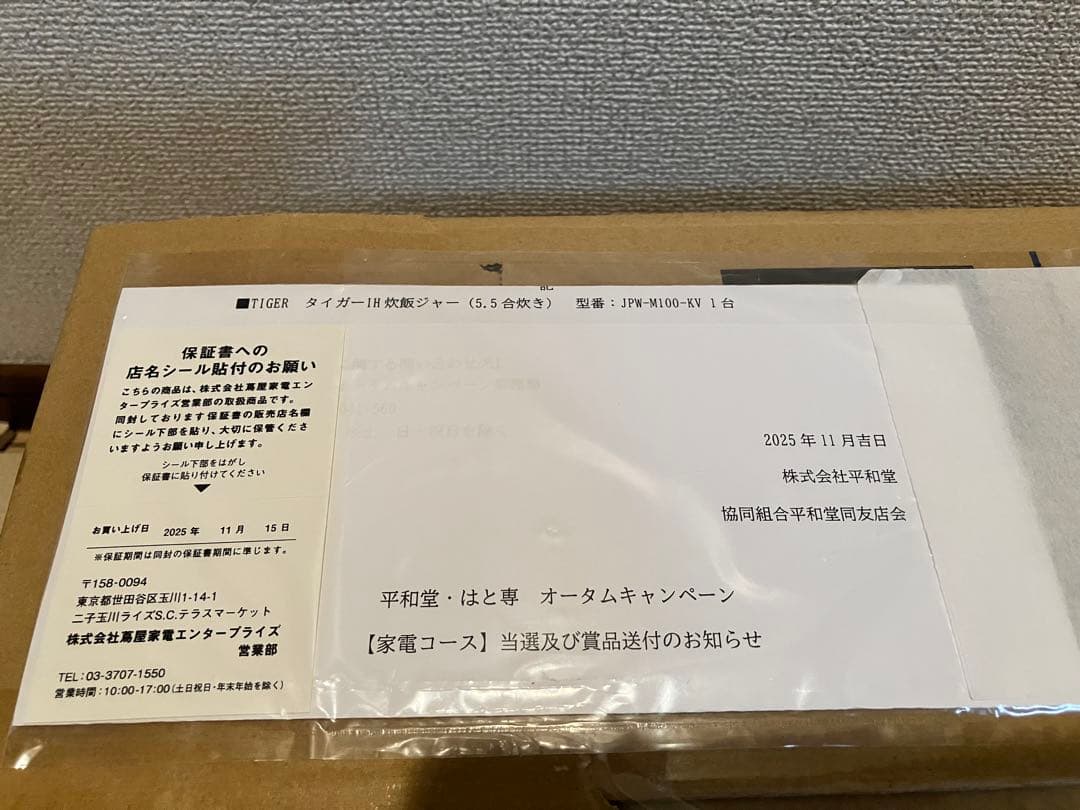 記
■TIGER タイガーIH炊飯ジャー（5.5合炊き） 型番：JPW-M100-KV 1台
保証書への
店名シール貼付のお願い
こちらの商品は、株式会社蔦屋家電エン
タープライズ営業部の取扱商品です。
同封しております保証書の販売店名欄
にシール下部を貼り、大切に保管くださ
いますようお願い申し上げます。
シール下部をはがし
保証書に貼り付けてください
▼
お買い上げ日 2025年 11月 15日
※保証期間は同封の保証書期間に準じます。
〒158-0094
東京都世田谷区玉川1-14-1
二子玉川ライズS.C.テラスマーケット
株式会社蔦屋家電エンタープライズ
営業部
TEL：03-3707-1550
営業時間：10:00-17:00（土日祝日・年末年始を除く）
2025年11月吉日
株式会社平和堂
協同組合平和堂同友店会
平和堂・はと専 オータムキャンペーン
【家電コース】当選及び賞品送付のお知らせ